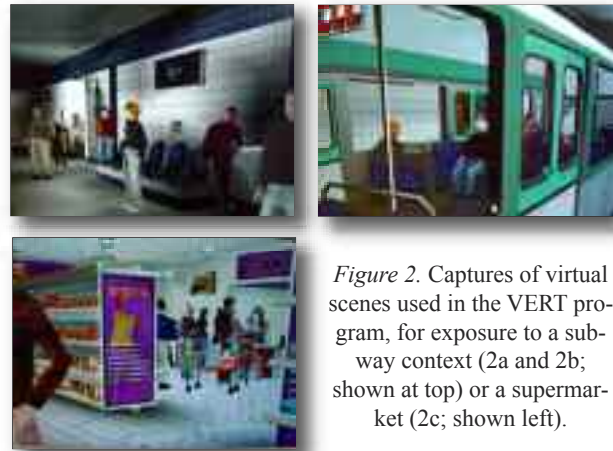 Figure 2. Captures of virtual
scenes used in the VERT pro-
gram, for exposure to a sub-
way context (2a and 2b;
shown at top) or a supermar-
ket (2c; shown left).